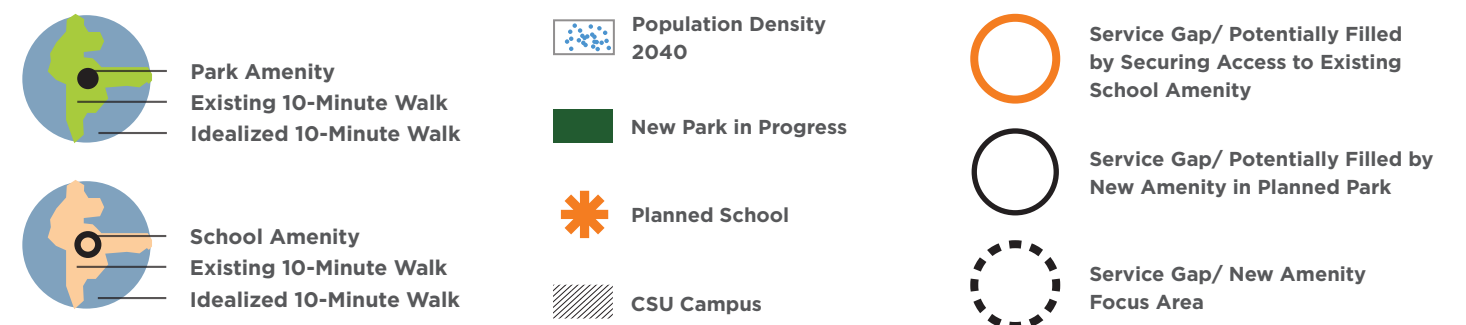 Park Amenity
Existing 10-Minute Walk
Idealized 10-Minute Walk
School Amenity
Existing 10-Minute Walk
Idealized 10-Minute Walk
Population Density
2040
New Park in Progress
Planned School
CSU Campus
Service Gap/ Potentially Filled
by Securing Access to Existing
School Amenity
Service Gap/ Potentially Filled by
New Amenity in Planned Park
Service Gap/ New Amenity
Focus Area